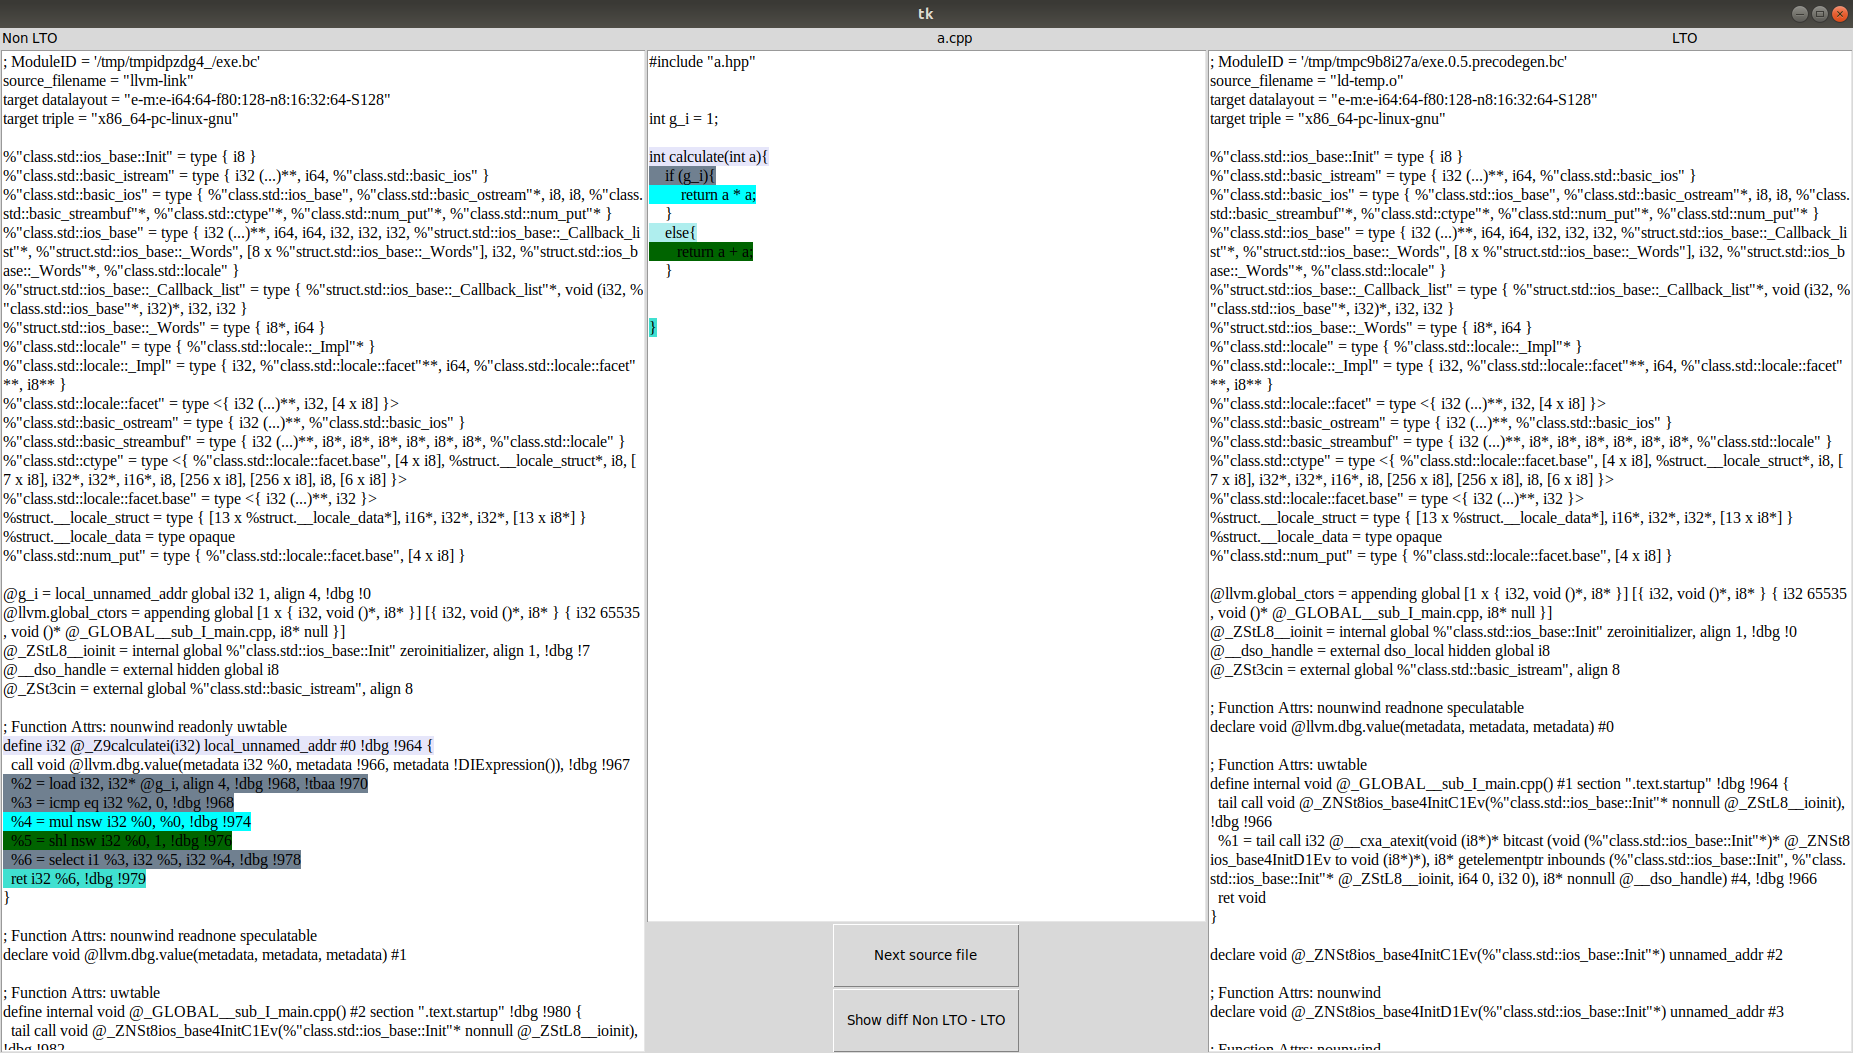 tk
Non LTO
a.cpp
LTO
; ModuleID = '/tmp/tmpidpzdg4_/exe.bc'
source_filename = "llvm-link"
target datalayout = "e-m:e-i64:64-f80:128-n8:16:32:64-S128"
target triple = "x86_64-pc-linux-gnu"
%"class.std::ios_base::Init" = type { i8 }
%"class.std::basic_istream" = type { i32 (...)**, i64, %"class.std::basic_ios" }
%"class.std::basic_ios" = type { %"class.std::ios_base", %"class.std::basic_ostream"*, i8, i8, %"class.
std::basic_streambuf"*, %"class.std::ctype"*, %"class.std::num_put"*, %"class.std::num_put"* }
%"class.std::ios_base" = type { i32 (...)**, i64, i64, i32, i32, i32, %"struct.std::ios_base::_Callback_li
st"*, %"struct.std::ios_base::_Words", [8 x %"struct.std::ios_base::_Words"], i32, %"struct.std::ios_b
ase::_Words"*, %"class.std::locale" }
%"struct.std::ios_base::_Callback_list" = type { %"struct.std::ios_base::_Callback_list"*, void (i32, %
"class.std::ios_base"*, i32)*, i32, i32 }
%"struct.std::ios_base::_Words" = type { i8*, i64 }
%"class.std::locale" = type { %"class.std::locale::_Impl"* }
%"class.std::locale::_Impl" = type { i32, %"class.std::locale::facet"**, i64, %"class.std::locale::facet"
**, i8** }
%"class.std::locale::facet" = type <{ i32 (...)**, i32, [4 x i8] }>
%"class.std::basic_ostream" = type { i32 (...)**, %"class.std::basic_ios" }
%"class.std::basic_streambuf" = type { i32 (...)**, i8*, i8*, i8*, i8*, i8*, i8*, %"class.std::locale" }
%"class.std::ctype" = type <{ %"class.std::locale::facet.base", [4 x i8], %struct.__locale_struct*, i8, [
7 x i8], i32*, i32*, i16*, i8, [256 x i8], [256 x i8], i8, [6 x i8] }>
%"class.std::locale::facet.base" = type <{ i32 (...)**, i32 }>
%struct.__locale_struct = type { [13 x %struct.__locale_data*], i16*, i32*, i32*, [13 x i8*] }
%struct.__locale_data = type opaque
%"class.std::num_put" = type { %"class.std::locale::facet.base", [4 x i8] }
@g_i = local_unnamed_addr global i32 1, align 4, !dbg !0
@llvm.global_ctors = appending global [1 x { i32, void ()*, i8* }] [{ i32, void ()*, i8* } { i32 65535
, void ()* @_GLOBAL__sub_I_main.cpp, i8* null }]
@_ZStL8__ioinit = internal global %"class.std::ios_base::Init" zeroinitializer, align 1, !dbg !7
@__dso_handle = external hidden global i8
@_ZSt3cin = external global %"class.std::basic_istream", align 8
; Function Attrs: nounwind readonly uwtable
define i32 @_Z9calculatei(i32) local_unnamed_addr #0 !dbg !964 {
call void @llvm.dbg.value(metadata i32 %0, metadata !966, metadata !DIExpression()), !dbg !967
%2 = load i32, i32* @g_i, align 4, !dbg !968, !tbaa !970
%3 = icmp eq i32 %2, 0, !dbg !968
%4 = mul nsw i32 %0, %0, !dbg !974
%5 = shl nsw i32 %0, 1, !dbg !976
%6 = select i1 %3, i32 %5, i32 %4, !dbg !978
ret i32 %6, !dbg !979
}
; Function Attrs: nounwind readnone speculatable
declare void @llvm.dbg.value(metadata, metadata, metadata) #1
; Function Attrs: uwtable
define internal void @_GLOBAL__sub_I_main.cpp() #2 section ".text.startup" !dbg !980 {
tail call void @_ZNSt8ios_base4InitC1Ev(%"class.std::ios_base::Init"* nonnull @_ZStL8__ioinit),
!dbg !982
#include "a.hpp"
int g_i = 1;
int calculate(int a){
if (g_i){
return a * a;
}
else{
return a + a;
}
}
Next source file
Show diff Non LTO - LTO
; ModuleID = '/tmp/tmpc9b8i27a/exe.0.5.precodegen.bc'
source_filename = "ld-temp.o"
target datalayout = "e-m:e-i64:64-f80:128-n8:16:32:64-S128"
target triple = "x86_64-pc-linux-gnu"
%"class.std::ios_base::Init" = type { i8 }
%"class.std::basic_istream" = type { i32 (...)**, i64, %"class.std::basic_ios" }
%"class.std::basic_ios" = type { %"class.std::ios_base", %"class.std::basic_ostream"*, i8, i8, %"class.
std::basic_streambuf"*, %"class.std::ctype"*, %"class.std::num_put"*, %"class.std::num_put"* }
%"class.std::ios_base" = type { i32 (...)**, i64, i64, i32, i32, i32, %"struct.std::ios_base::_Callback_li
st"*, %"struct.std::ios_base::_Words", [8 x %"struct.std::ios_base::_Words"], i32, %"struct.std::ios_b
ase::_Words"*, %"class.std::locale" }
%"struct.std::ios_base::_Callback_list" = type { %"struct.std::ios_base::_Callback_list"*, void (i32, %
"class.std::ios_base"*, i32)*, i32, i32 }
%"struct.std::ios_base::_Words" = type { i8*, i64 }
%"class.std::locale" = type { %"class.std::locale::_Impl"* }
%"class.std::locale::_Impl" = type { i32, %"class.std::locale::facet"**, i64, %"class.std::locale::facet"
**, i8** }
%"class.std::locale::facet" = type <{ i32 (...)**, i32, [4 x i8] }>
%"class.std::basic_ostream" = type { i32 (...)**, %"class.std::basic_ios" }
%"class.std::basic_streambuf" = type { i32 (...)**, i8*, i8*, i8*, i8*, i8*, i8*, %"class.std::locale" }
%"class.std::ctype" = type <{ %"class.std::locale::facet.base", [4 x i8], %struct.__locale_struct*, i8, [
7 x i8], i32*, i32*, i16*, i8, [256 x i8], [256 x i8], i8, [6 x i8] }>
%"class.std::locale::facet.base" = type <{ i32 (...)**, i32 }>
%struct.__locale_struct = type { [13 x %struct.__locale_data*], i16*, i32*, i32*, [13 x i8*] }
%struct.__locale_data = type opaque
%"class.std::num_put" = type { %"class.std::locale::facet.base", [4 x i8] }
@llvm.global_ctors = appending global [1 x { i32, void ()*, i8* }] [{ i32, void ()*, i8* } { i32 65535
, void ()* @_GLOBAL__sub_I_main.cpp, i8* null }]
@_ZStL8__ioinit = internal global %"class.std::ios_base::Init" zeroinitializer, align 1, !dbg !0
@__dso_handle = external dso_local hidden global i8
@_ZSt3cin = external global %"class.std::basic_istream", align 8
; Function Attrs: nounwind readnone speculatable
declare void @llvm.dbg.value(metadata, metadata, metadata) #0
; Function Attrs: uwtable
define internal void @_GLOBAL__sub_I_main.cpp() #1 section ".text.startup" !dbg !964 {
tail call void @_ZNSt8ios_base4InitC1Ev(%"class.std::ios_base::Init"* nonnull @_ZStL8__ioinit),
!dbg !966
%1 = tail call i32 @__cxa_atexit(void (i8*)* bitcast (void (%"class.std::ios_base::Init"*)* @_ZNSt8
ios_base4InitD1Ev to void (i8*)*), i8* getelementptr inbounds (%"class.std::ios_base::Init", %"class.
std::ios_base::Init"* @_ZStL8__ioinit, i64 0, i32 0), i8* nonnull @__dso_handle) #4, !dbg !966
ret void
}
declare void @_ZNSt8ios_base4InitC1Ev(%"class.std::ios_base::Init"*) unnamed_addr #2
; Function Attrs: nounwind
declare void @_ZNSt8ios_base4InitD1Ev(%"class.std::ios_base::Init"*) unnamed_addr #3
; Function Attrs: nounwind